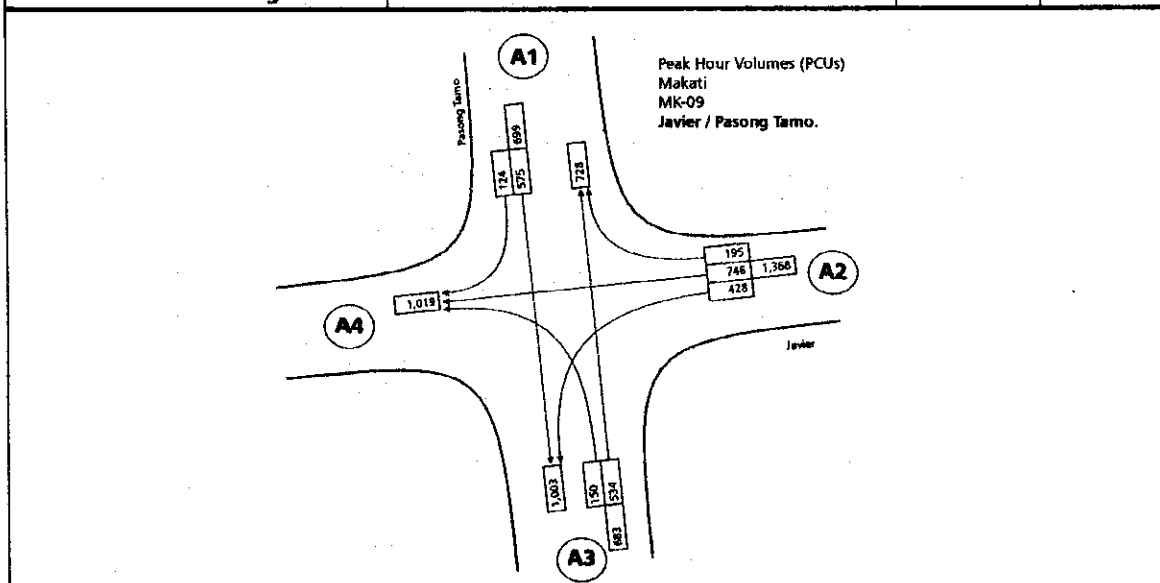 A1
Peak Hour Volumes (PCUs)
Makati
MK-09
Javier / Pasong Tamo.
Pasong Tamo
699
124
575
728
195
746
1,368
428
A2
Javier
1,019
A4
1,003
150
534
683
A3